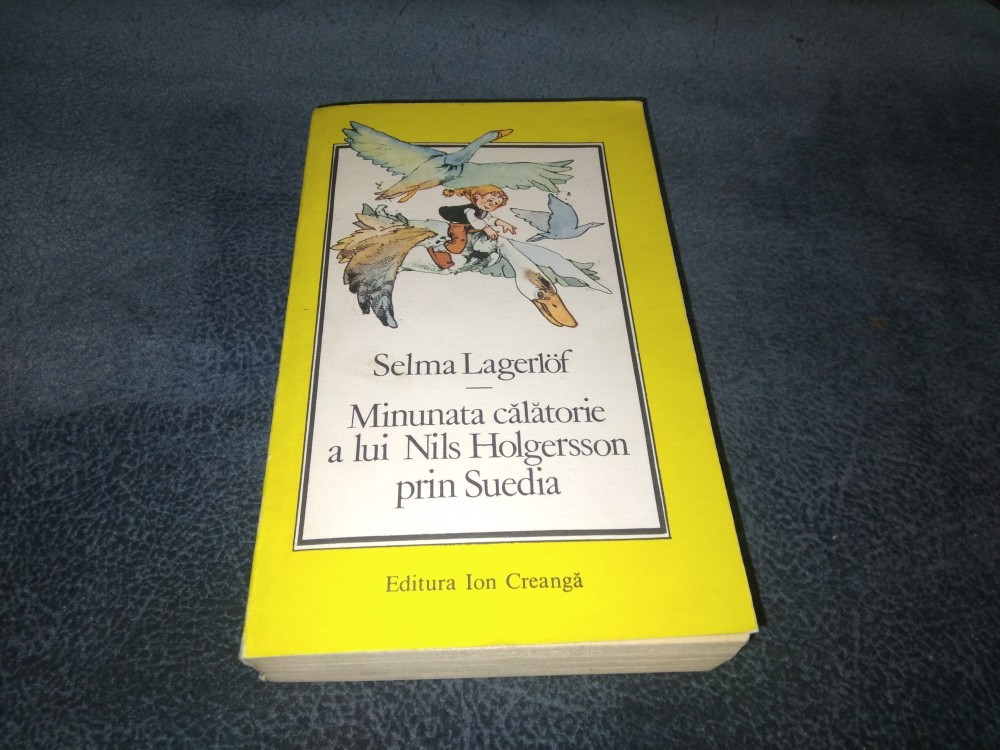 Selma Lagerlöf
Minunata călătorie
a lui Nils Holgersson
prin Suedia
Editura Ion Creangă